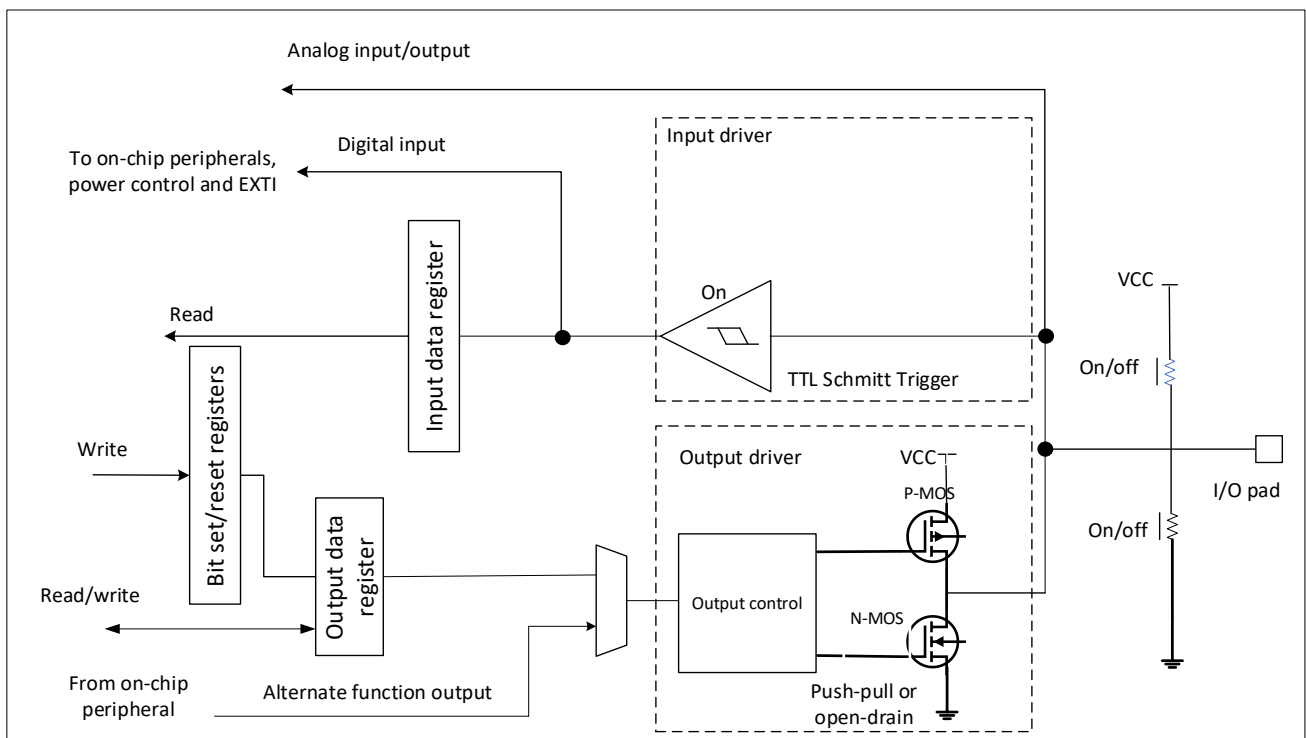 Analog input/output
Input driver
Digital input
To on-chip peripherals,
power control and EXTI
Input data register
On
VCC
Read
On/off
TTL Schmitt Trigger
Bit set/reset registers
Write
Output driver
VCC
P-MOS
I/O pad
Output data
register
On/off
Read/write
Output control
N-MOS
From on-chip
peripheral
Alternate function output
Push-pull or
open-drain